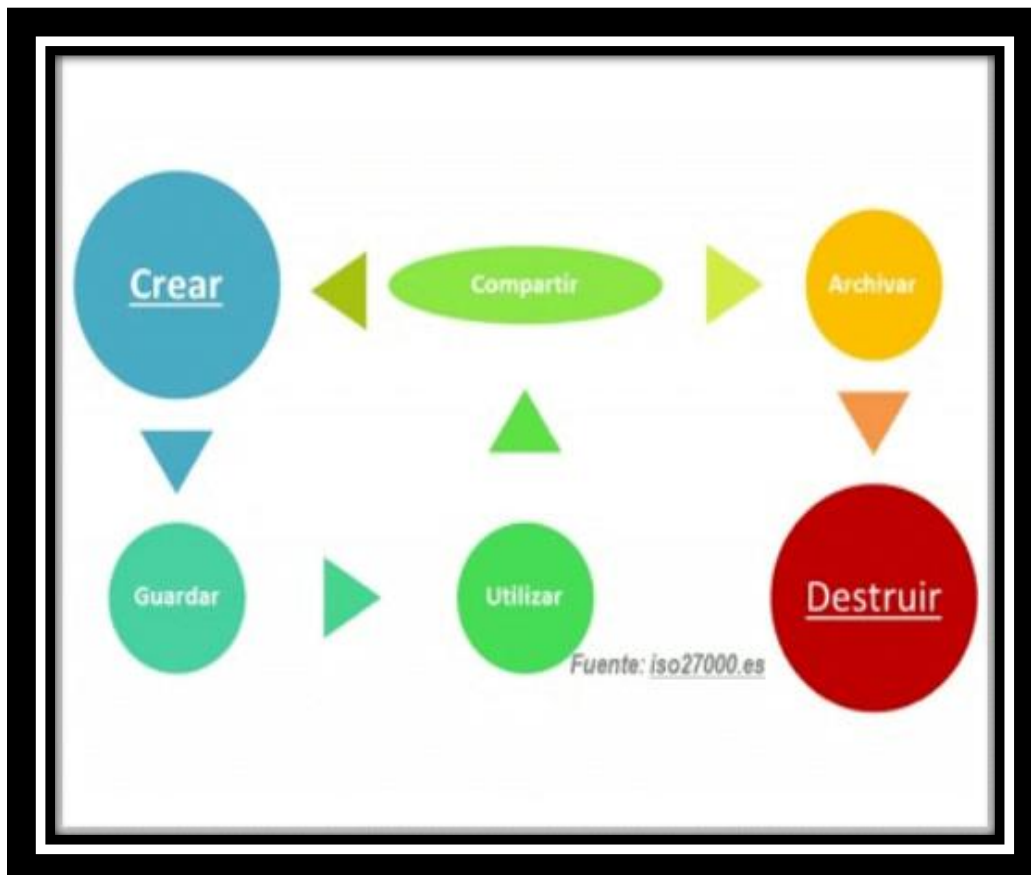 Crear
Compartir
Archivar
Guardar
Utilizar
Destruir
Fuente: iso27000.es